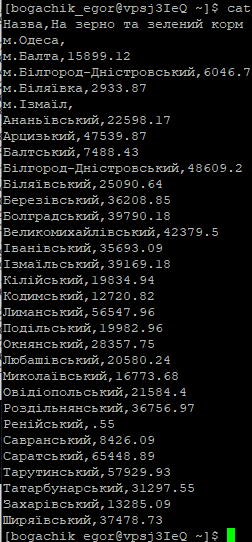 [bogachik_egor@vpsj3IeQ ~]$ cat
Назва,На зерно та зелений корм
м.Одеса,
м.Балта,15899.12
м.Білгород-Дністровський,6046.7
м.Біляївка,2933.87
м.Ізмаїл,
Ананьївський,22598.17
Арцизький,47539.87
Балтський,7488.43
Білгород-Дністровський,48609.2
Біляївський,25090.64
Березівський,36208.85
Болградський,39790.18
Великомихайлівський,42379.5
Іванівський,35693.09
Ізмаїльський,39169.18
Кілійський,19834.94
Кодимський,12720.82
Лиманський,56547.96
Подільський,19982.96
Окнянський,28357.75
Любашівський,20580.24
Миколаївський,16773.68
Овідіопольський,21584.4
Роздільнянський,36756.97
Ренійський,.55
Савранський,8426.09
Саратський,65448.89
Тарутинський,57929.93
Татарбунарський,31297.55
Захарівський,13285.09
Ширяївський,37478.73
[bogachik_egor@vpsj3IeQ ~]$